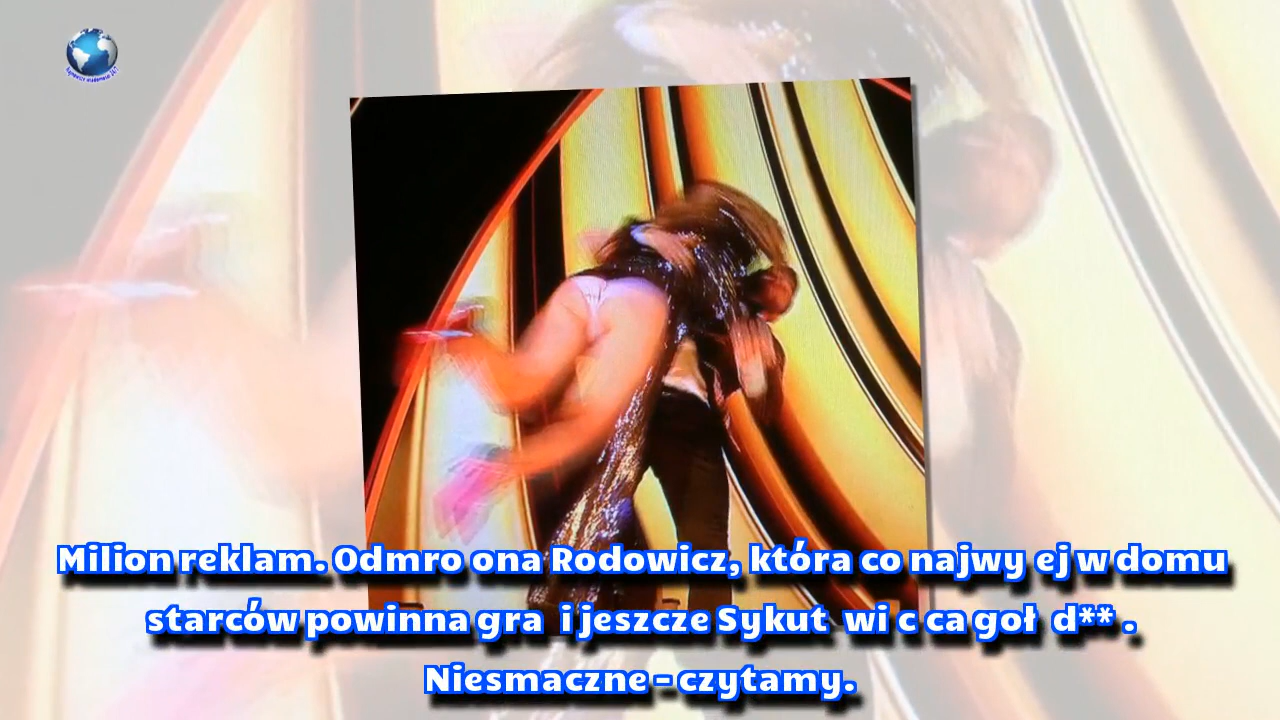 Milion reklam. Odmro ona Rodowicz, która co najwy ej w domu
starców powinna gra i jeszcze Sykut wi c ca goł d** .
Niesmaczne - czytamy.